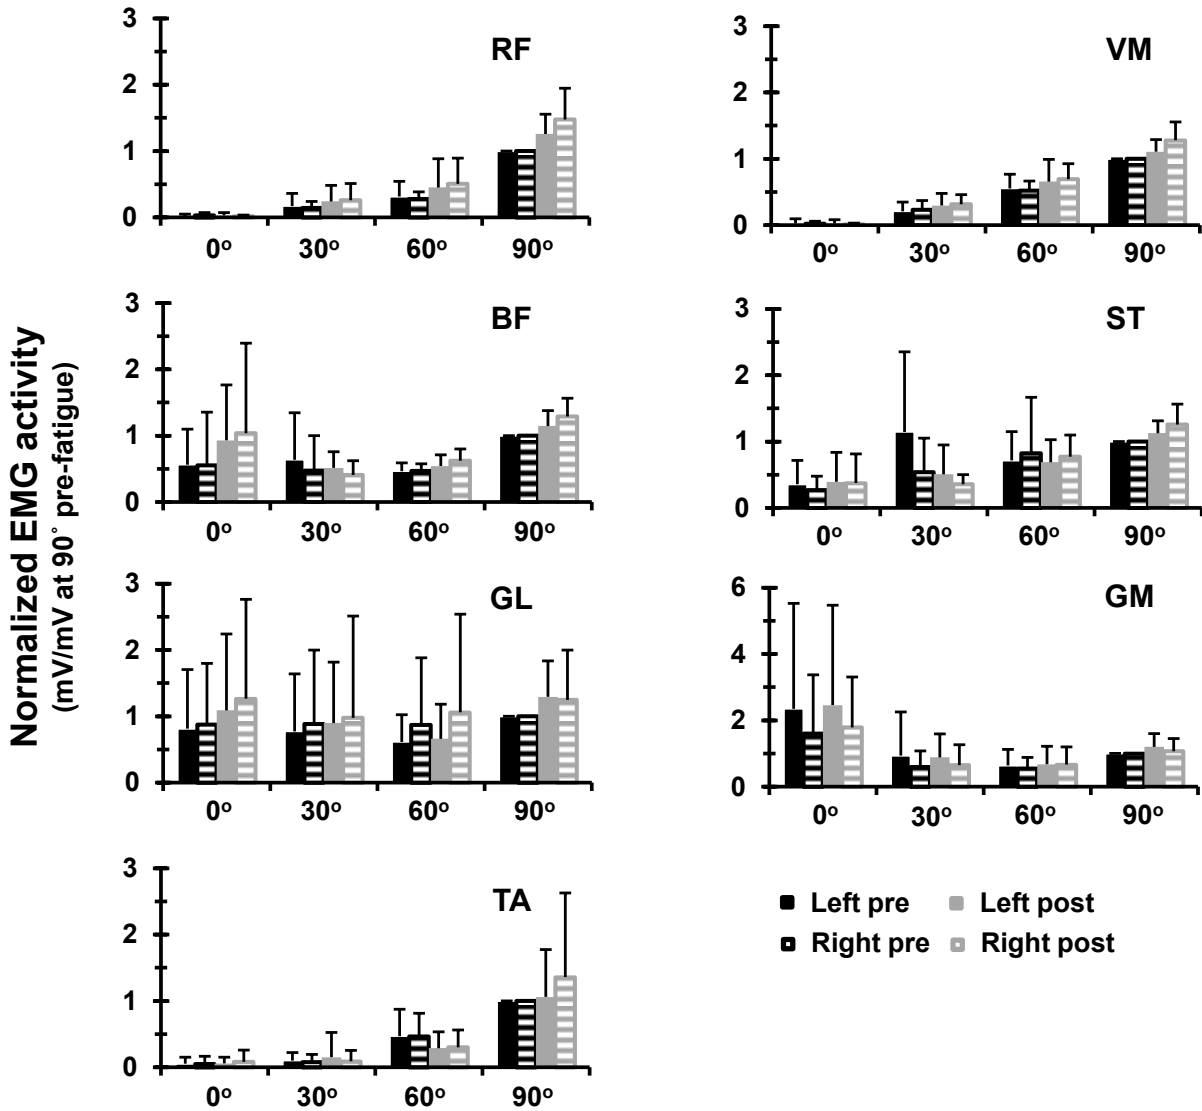 Normalized EMG activity
(mV/mV at 90˚ pre-fatigue)
RF
3
2
1
0
0º 30º 60º 90º
VM
3
2
1
0
0º 30º 60º 90º
BF
3
2
1
0
0º 30º 60º 90º
ST
3
2
1
0
0º 30º 60º 90º
GL
3
2
1
0
0º 30º 60º 90º
GM
6
4
2
0
0º 30º 60º 90º
TA
3
2
1
0
0º 30º 60º 90º
Left pre Left post
Right pre Right post